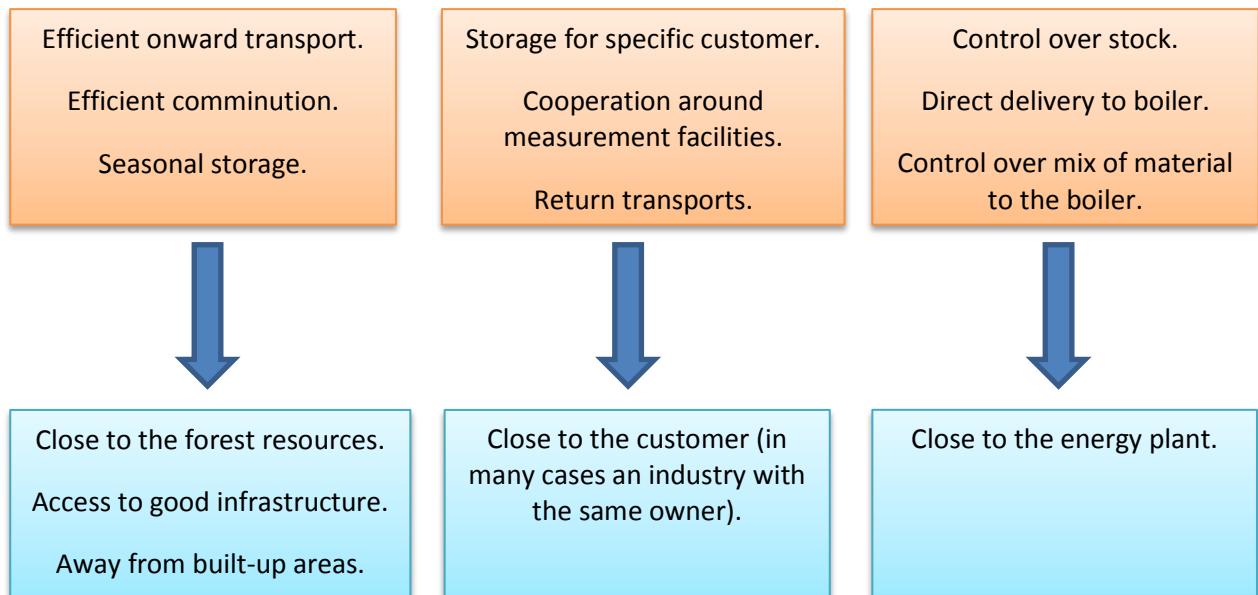 Efficient onward transport.
Efficient comminution.
Seasonal storage.
Storage for specific customer.
Cooperation around
measurement facilities.
Return transports.
Control over stock.
Direct delivery to boiler.
Control over mix of material
to the boiler.
Close to the forest resources.
Access to good infrastructure.
Away from built-up areas.
Close to the customer (in
many cases an industry with
the same owner).
Close to the energy plant.